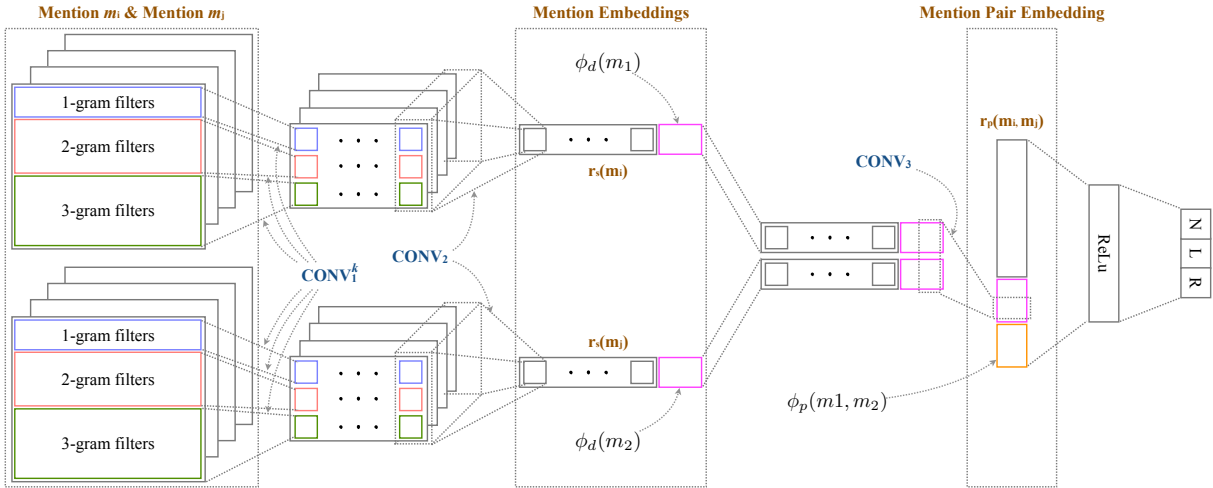 Mention mᵢ & Mention mⱼ
Mention Embeddings
Mention Pair Embedding
1-gram filters
2-gram filters
3-gram filters
. . .
. . .
. . .
ϕ_d(m₁)
. . .
rₛ(mᵢ)
CONV₁ᵏ
CONV₂
CONV₃
. . .
. . .
rₚ(mᵢ, mⱼ)
ReLu
N
L
R
1-gram filters
2-gram filters
3-gram filters
. . .
. . .
. . .
rₛ(mⱼ)
. . .
ϕ_d(m₂)
ϕₚ(m1, m₂)